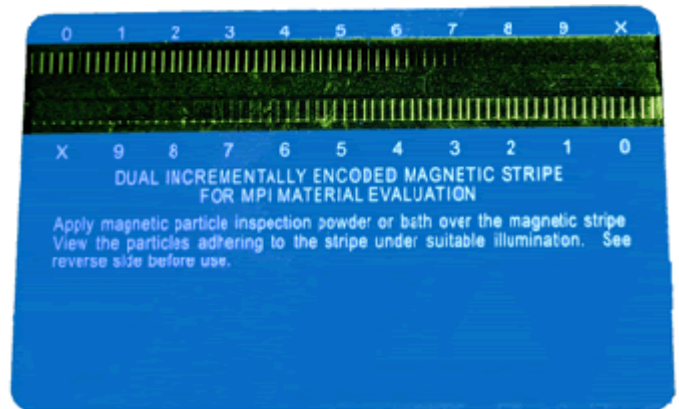 0 1 2 3 4 5 6 7 8 9 X
X 9 8 7 6 5 4 3 2 1 0
DUAL INCREMENTALLY ENCODED MAGNETIC STRIPE
FOR MPI MATERIAL EVALUATION
Apply magnetic particle inspection powder or bath over the magnetic stripe
View the particles adhering to the stripe under suitable illumination. See
reverse side before use.